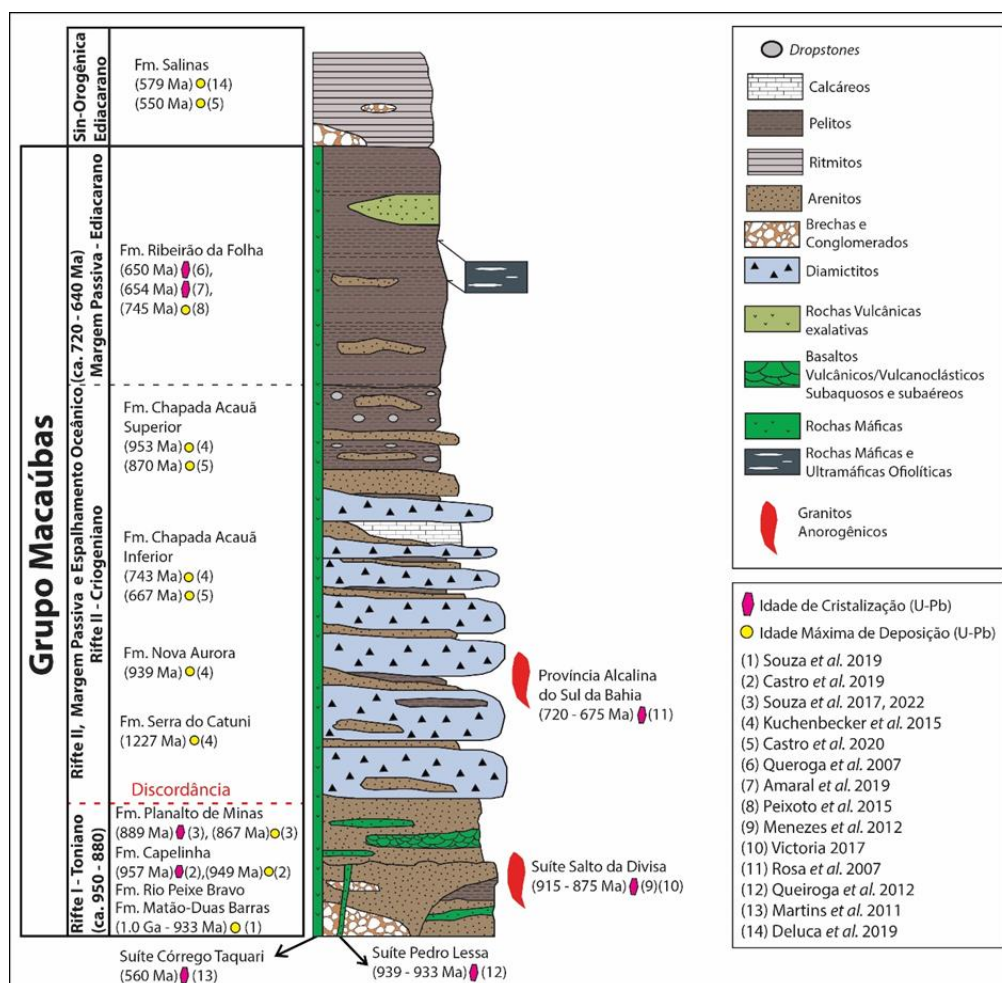 Sin-Orogênica
Ediacarano
Fm. Salinas
(579 Ma) (14)
(550 Ma) (5)
Grupo Macaúbas
Rifte II, Margem Passiva e Espalhamento Oceânico,(ca. 720 - 640 Ma)
Margem Passiva - Ediacarano
Fm. Ribeirão da Folha
(650 Ma) (6),
(654 Ma) (7),
(745 Ma) (8)
Rifte II - Criogeniano
Fm. Chapada Acauã
Superior
(953 Ma) (4)
(870 Ma) (5)
Fm. Chapada Acauã
Inferior
(743 Ma) (4)
(667 Ma) (5)
Fm. Nova Aurora
(939 Ma) (4)
Fm. Serra do Catuni
(1227 Ma) (4)
Discordância
Rifte I - Toniano
(ca. 950 - 880)
Fm. Planalto de Minas
(889 Ma) (3), (867 Ma) (3)
Fm. Capelinha
(957 Ma) (2),(949 Ma) (2)
Fm. Rio Peixe Bravo
Fm. Matão-Duas Barras
(1.0 Ga - 933 Ma) (1)
Suíte Córrego Taquari
(560 Ma) (13)
Suíte Pedro Lessa
(939 - 933 Ma) (12)
Província Alcalina
do Sul da Bahia
(720 - 675 Ma) (11)
Suíte Salto da Divisa
(915 - 875 Ma) (9)(10)
Dropstones
Calcáreos
Pelitos
Ritmitos
Arenitos
Brechas e
Conglomerados
Diamictitos
Rochas Vulcânicas
exalativas
Basaltos
Vulcânicos/Vulcanoclásticos
Subaquosos e subaéreos
Rochas Máficas
Rochas Máficas e
Ultramáficas Ofiolíticas
Granitos
Anorogênicos
Idade de Cristalização (U-Pb)
Idade Máxima de Deposição (U-Pb)
(1) Souza et al. 2019
(2) Castro et al. 2019
(3) Souza et al. 2017, 2022
(4) Kuchenbecker et al. 2015
(5) Castro et al. 2020
(6) Queroga et al. 2007
(7) Amaral et al. 2019
(8) Peixoto et al. 2015
(9) Menezes et al. 2012
(10) Victoria 2017
(11) Rosa et al. 2007
(12) Queiroga et al. 2012
(13) Martins et al. 2011
(14) Deluca et al. 2019